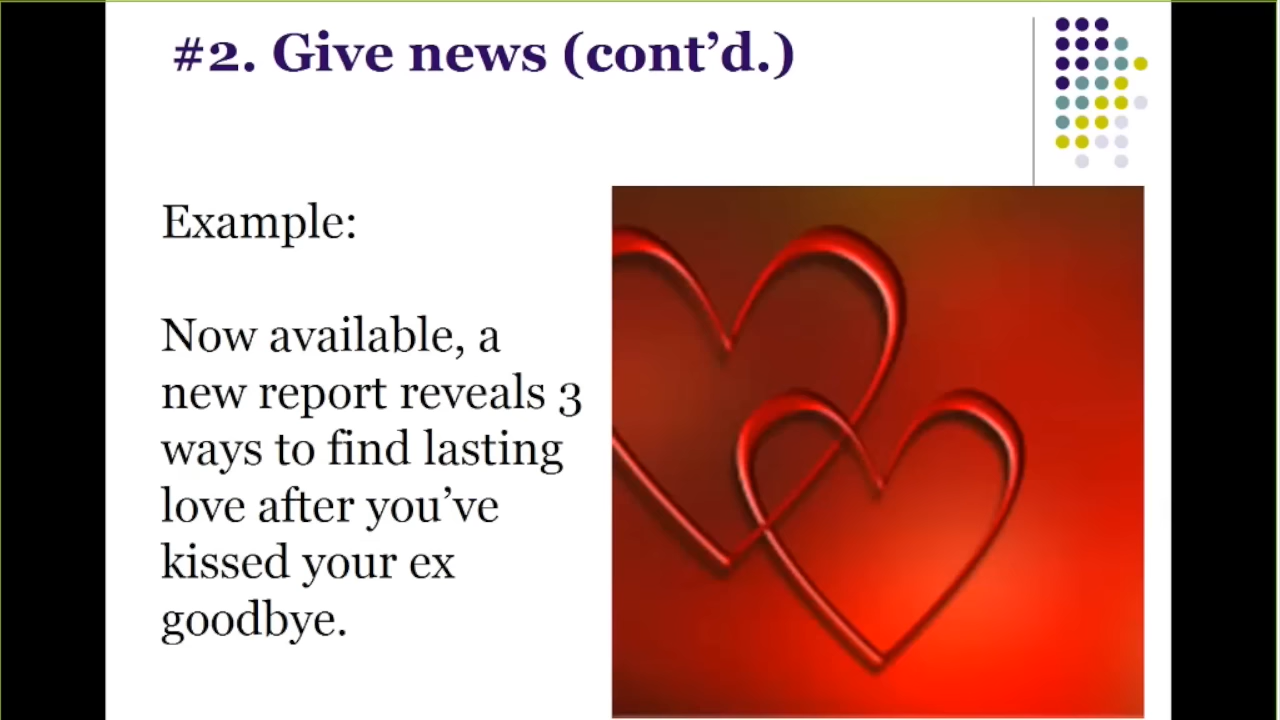 #2. Give news (cont’d.)
Example:
Now available, a
new report reveals 3
ways to find lasting
love after you’ve
kissed your ex
goodbye.